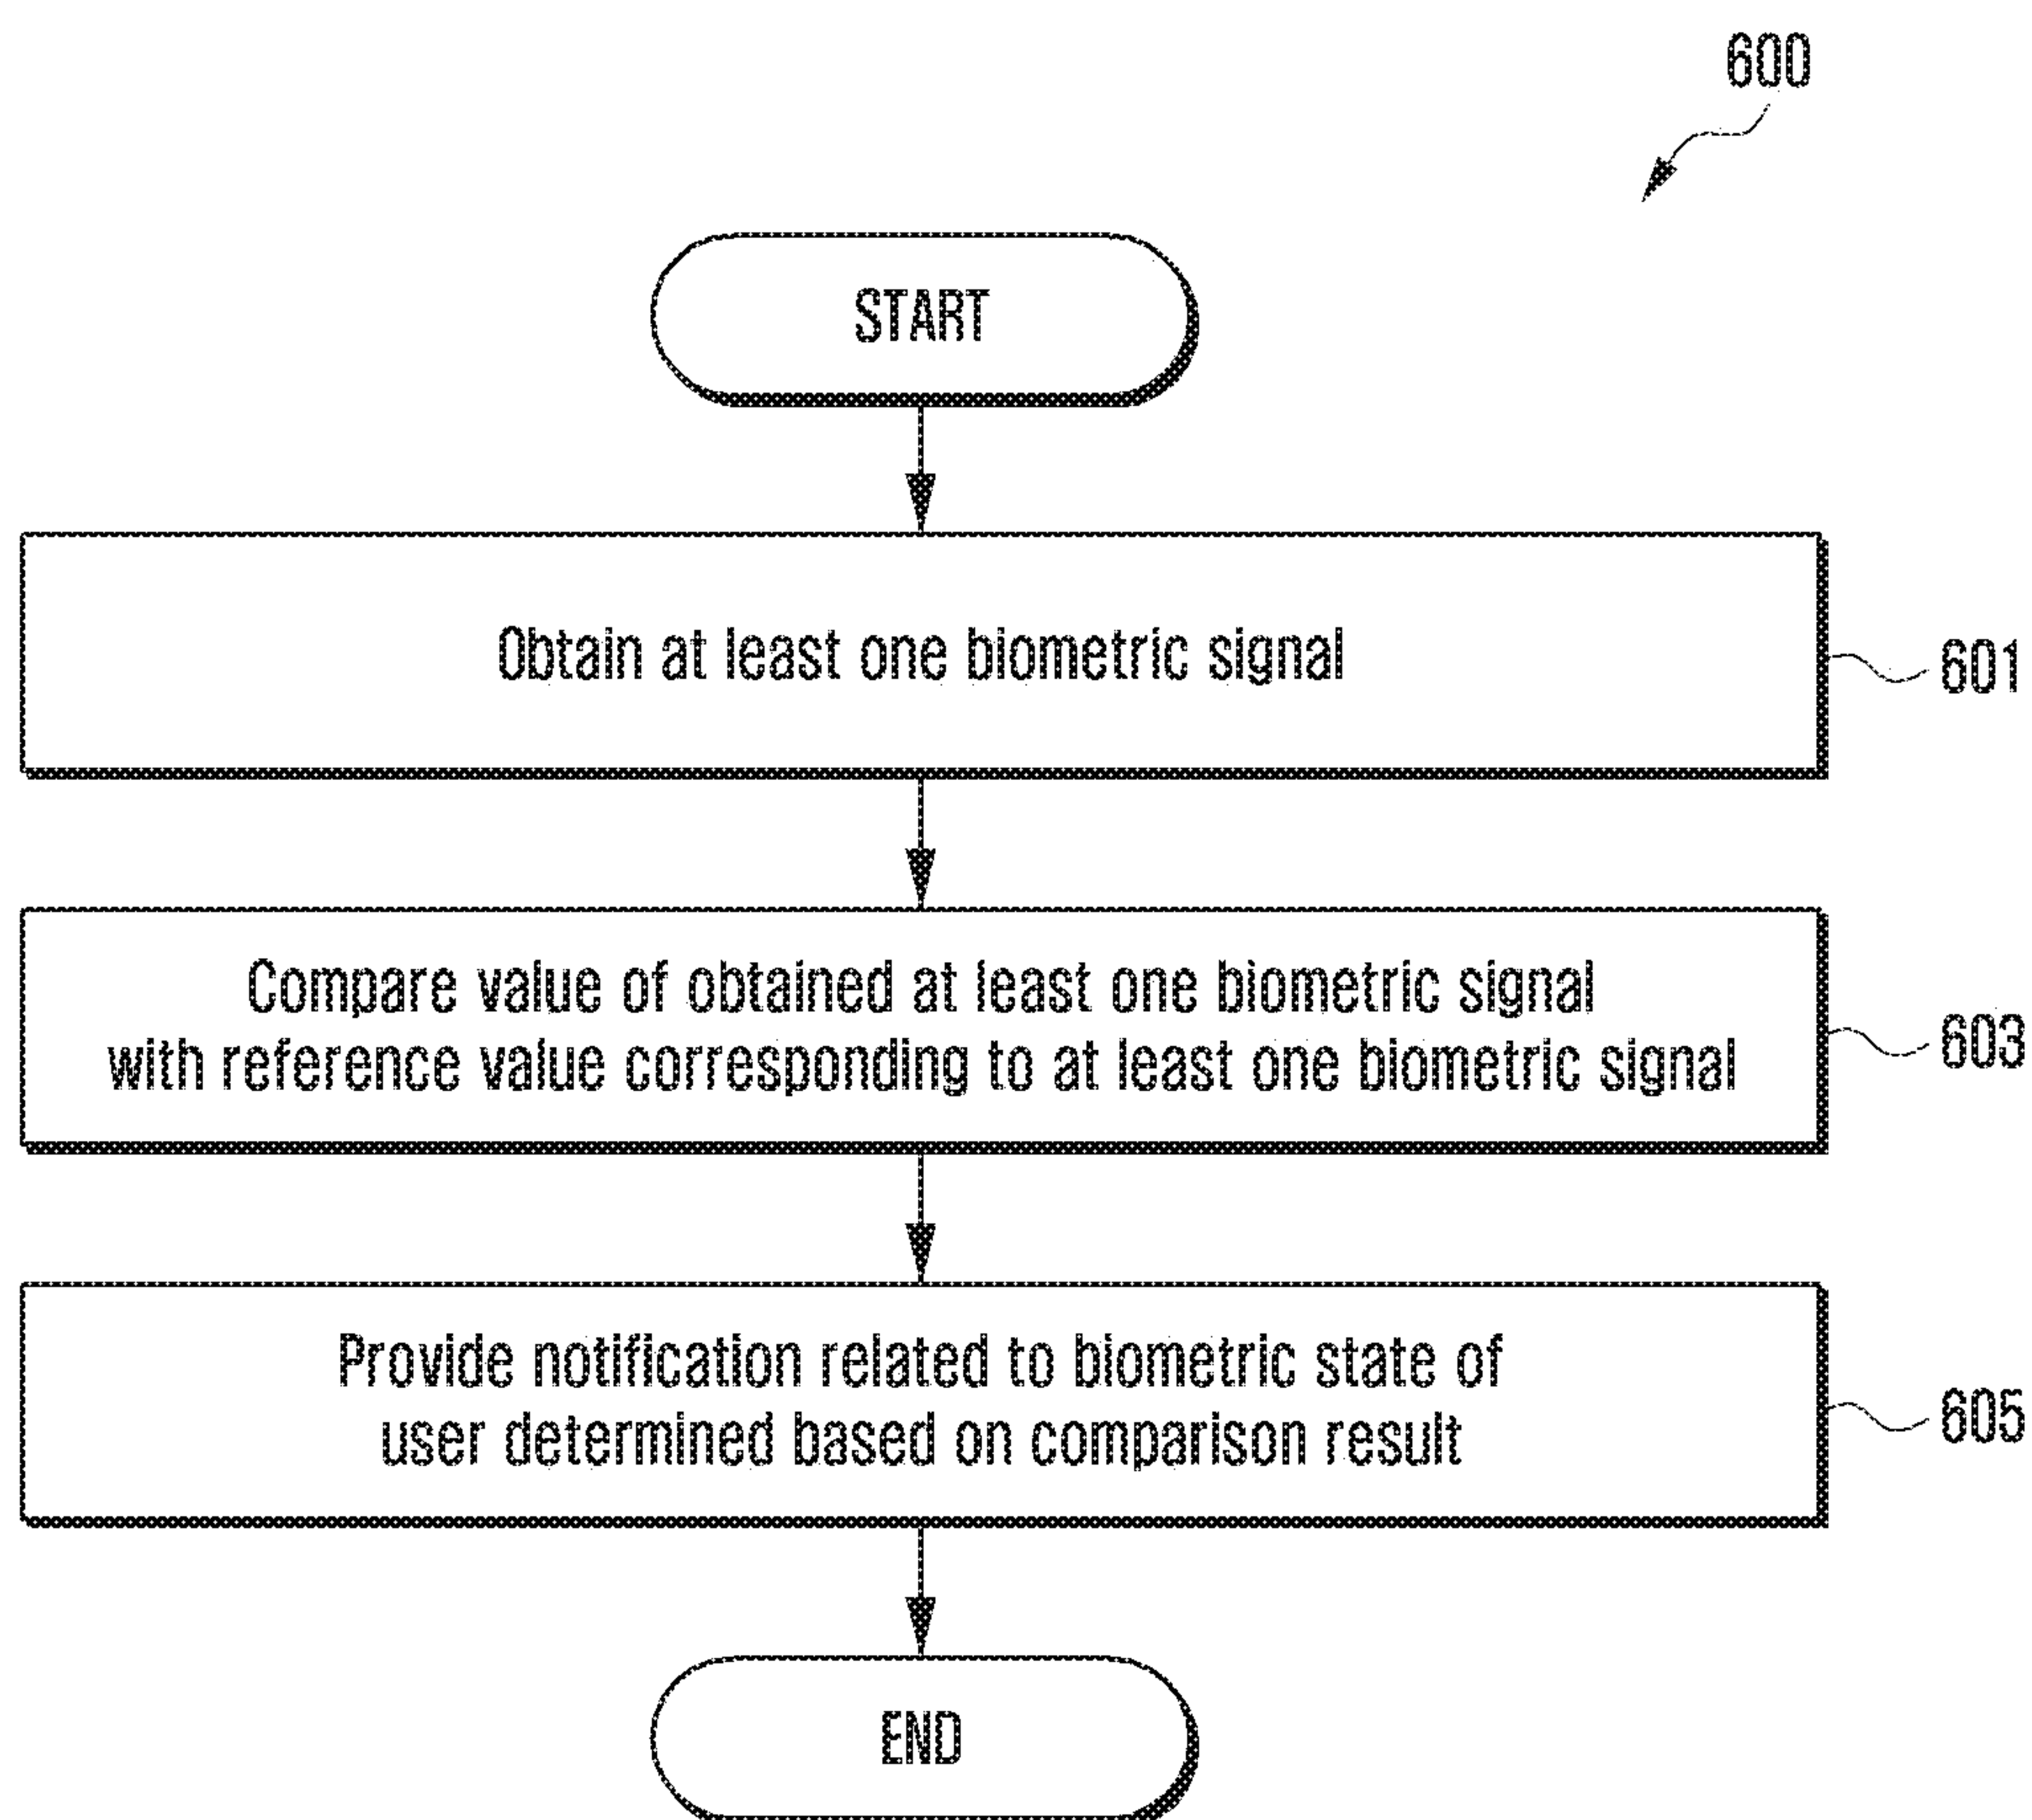 600
START
Obtain at least one biometric signal
601
Compare value of obtained at least one biometric signal
with reference value corresponding to at least one biometric signal
603
Provide notification related to biometric state of
user determined based on comparison result
605
END